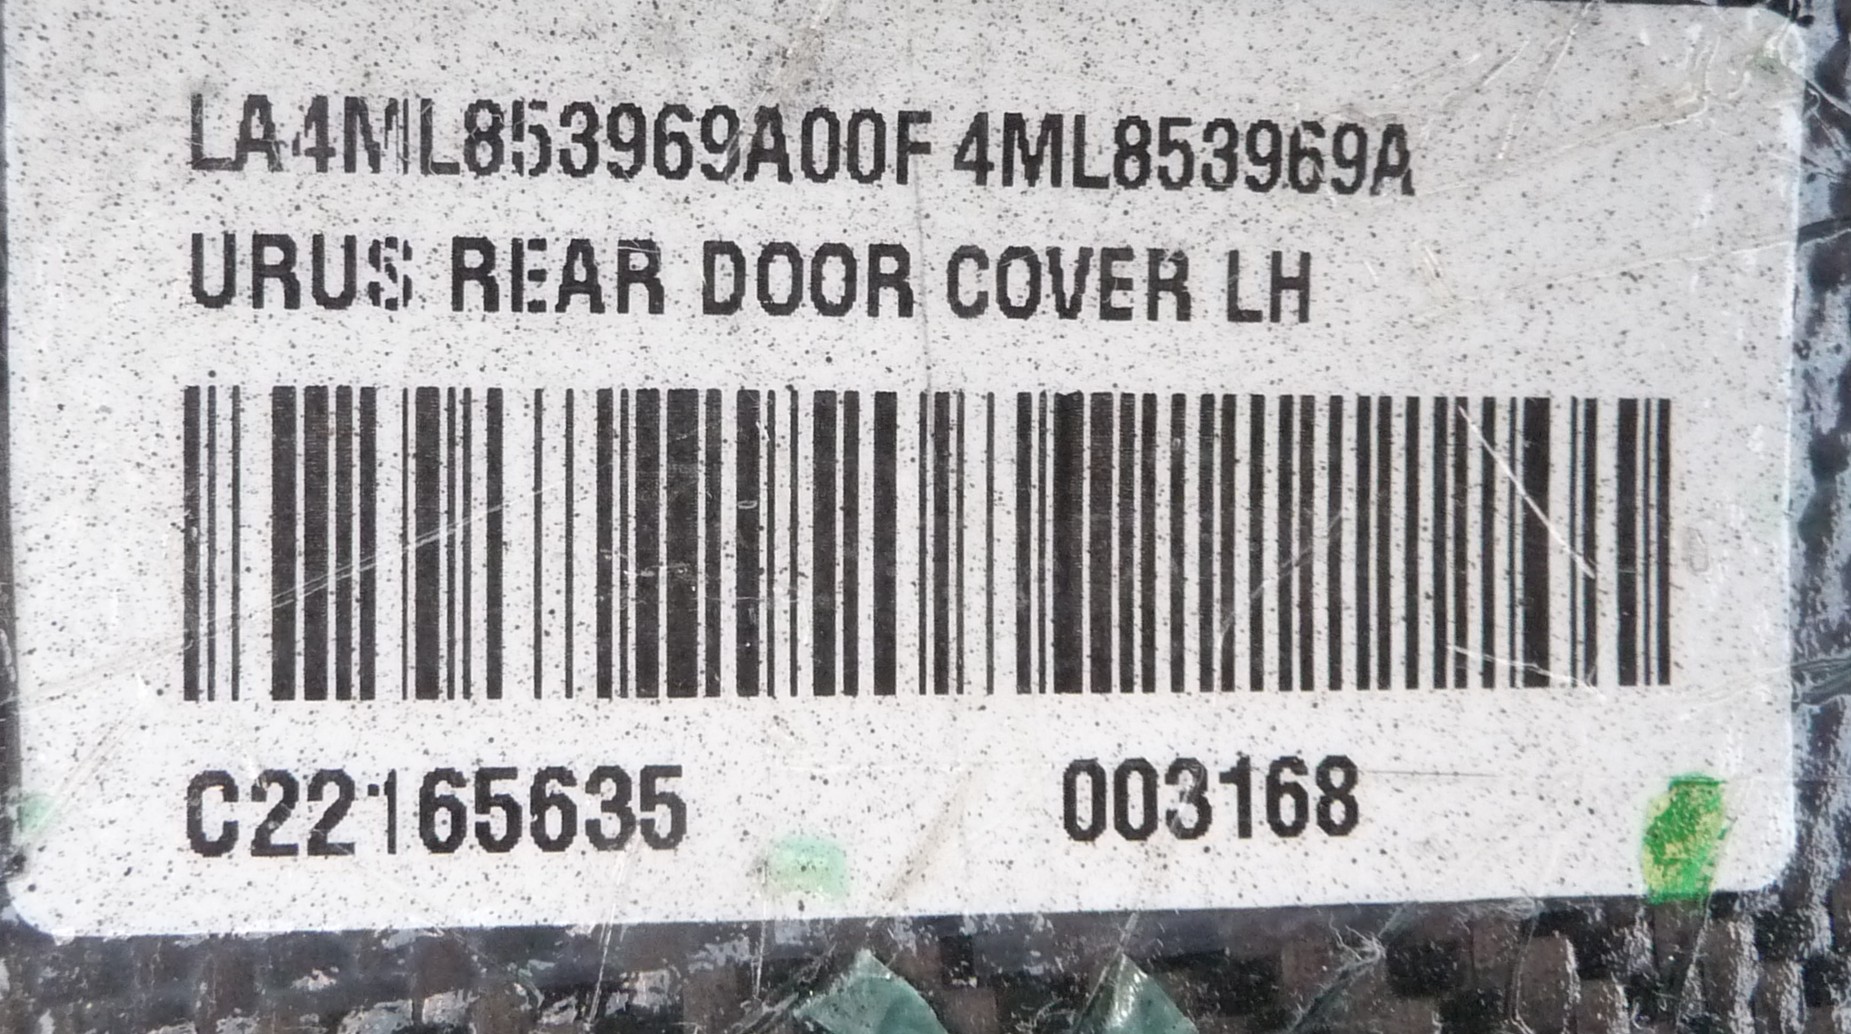 LA4ML853969A00F 4ML853969A
URUS REAR DOOR COVER LH
C22165635 003168